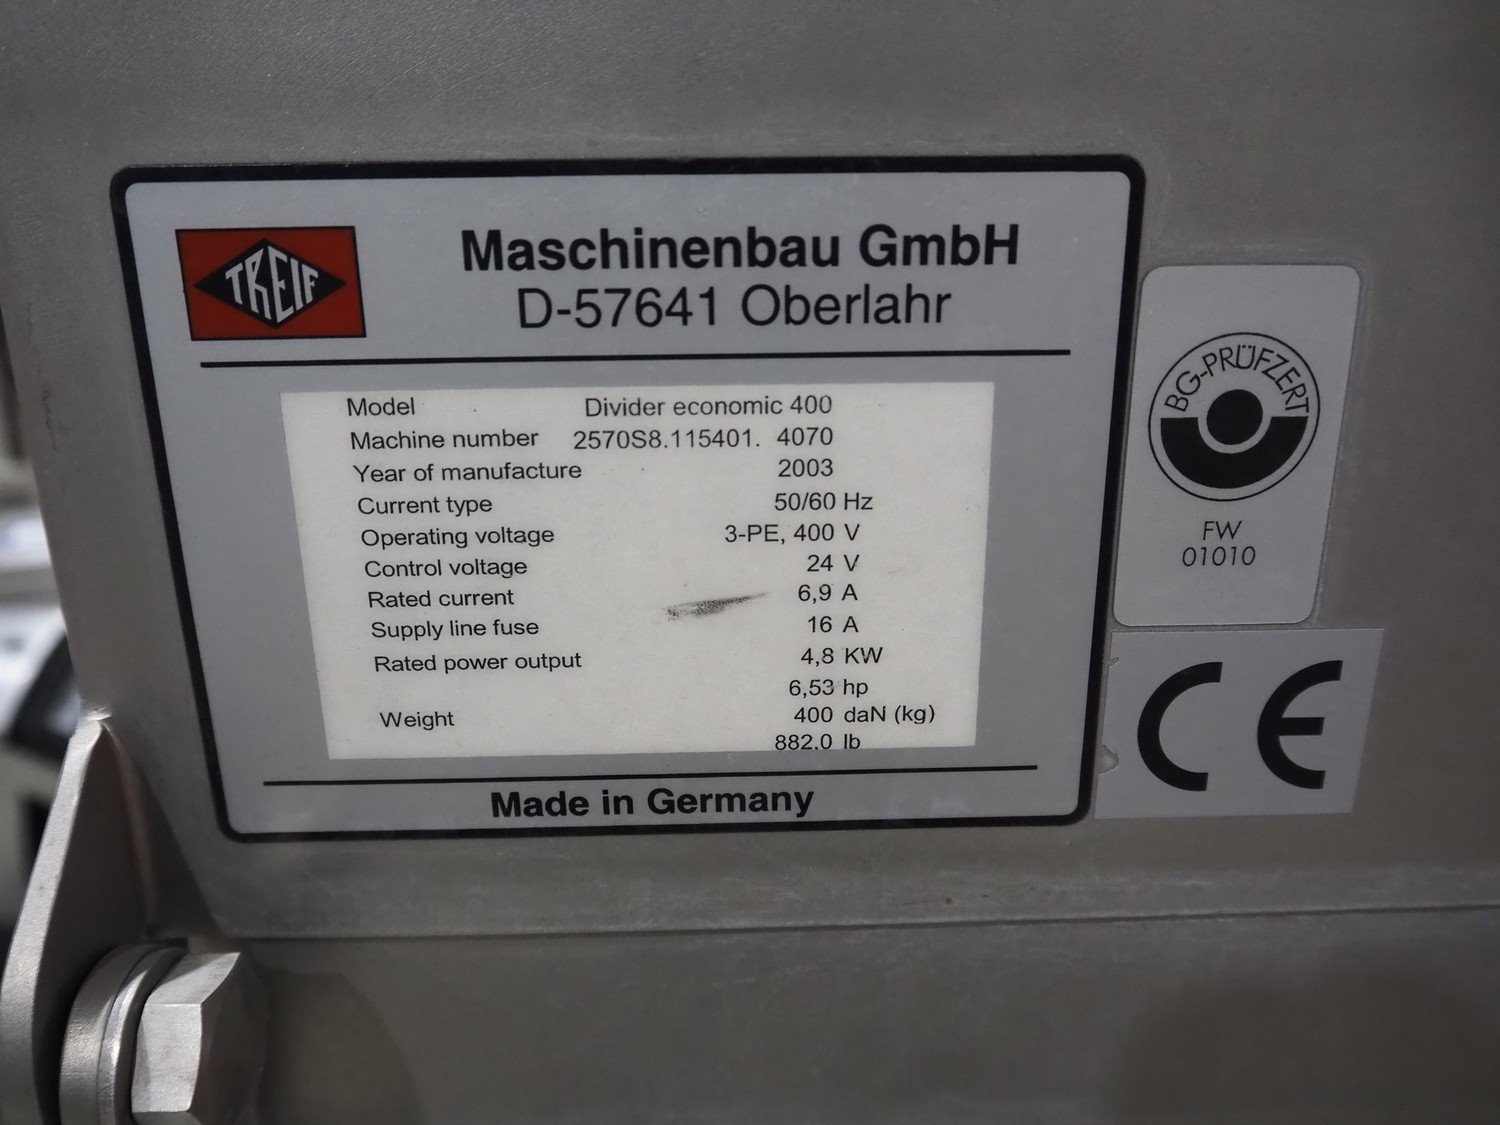 TREIF
Maschinenbau GmbH
D-57641 Oberlahr
Model Divider economic 400
Machine number 2570S8.115401. 4070
Year of manufacture 2003
Current type 50/60 Hz
Operating voltage 3-PE, 400 V
Control voltage 24 V
Rated current 6,9 A
Supply line fuse 16 A
Rated power output 4,8 KW
6,53 hp
Weight 400 daN (kg)
882,0 lb
Made in Germany
BG-PRÜFZERT
FW
01010
CE